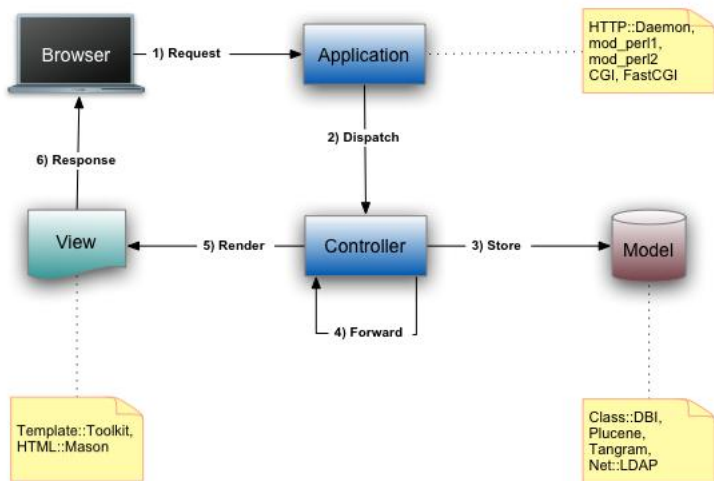 Browser
1) Request
Application
HTTP::Daemon,
mod_perl1,
mod_perl2
CGI, FastCGI
2) Dispatch
6) Response
View
5) Render
Controller
3) Store
Model
4) Forward
Template::Toolkit,
HTML::Mason
Class::DBI,
Plucene,
Tangram,
Net::LDAP